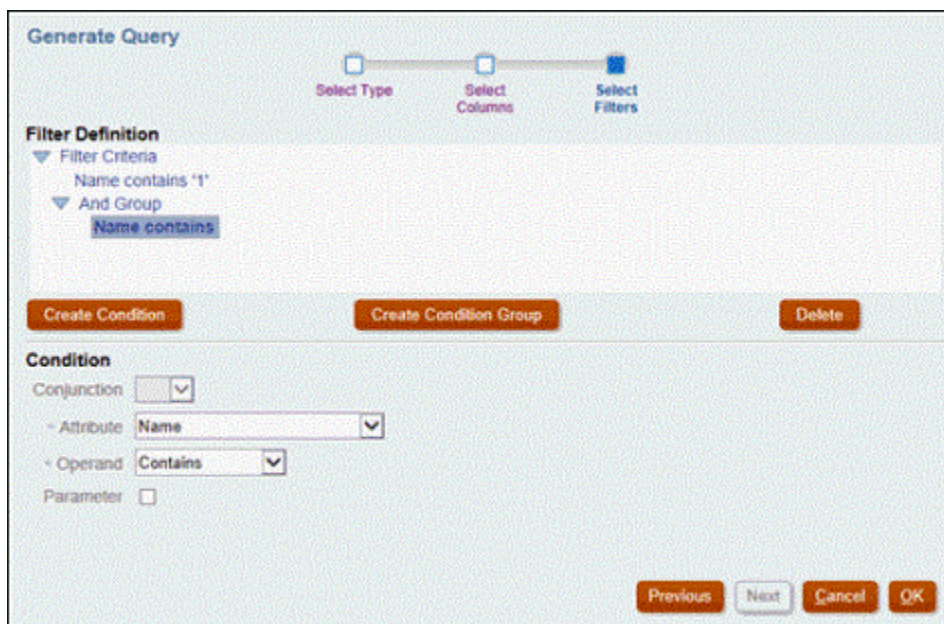 Generate Query
Select Type
Select Columns
Select Filters
Filter Definition
Filter Criteria
Name contains '1'
And Group
Name contains
Create Condition Create Condition Group Delete
Condition
Conjunction
* Attribute Name
* Operand Contains
Parameter
Previous Next Cancel OK